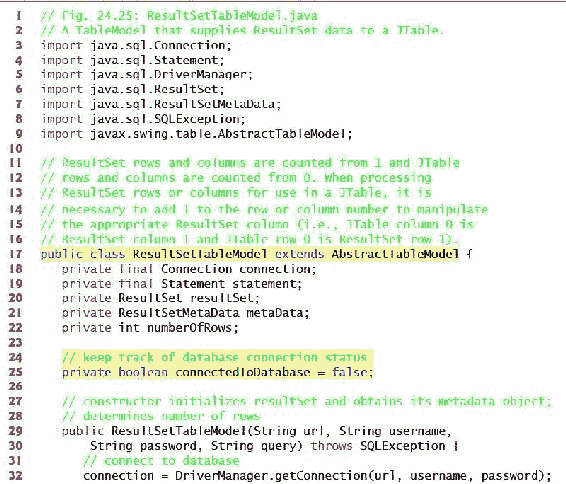 1 // Fig. 24.25: ResultSetTableModel.java
2 // A TableModel that supplies ResultSet data to a JTable.
3 import java.sql.Connection;
4 import java.sql.Statement;
5 import java.sql.DriverManager;
6 import java.sql.ResultSet;
7 import java.sql.ResultSetMetaData;
8 import java.sql.SQLException;
9 import javax.swing.table.AbstractTableModel;
10
11 // ResultSet rows and columns are counted from 1 and JTable
12 // rows and columns are counted from 0. When processing
13 // ResultSet rows or columns for use in a JTable, it is
14 // necessary to add 1 to the row or column number to manipulate
15 // the appropriate ResultSet column (i.e., JTable column 0 is
16 // ResultSet column 1 and JTable row 0 is ResultSet row 1).
17 public class ResultSetTableModel extends AbstractTableModel {
18 private final Connection connection;
19 private final Statement statement;
20 private ResultSet resultSet;
21 private ResultSetMetaData metaData;
22 private int numberOfRows;
23
24 // keep track of database connection status
25 private boolean connectedToDatabase = false;
26
27 // constructor initializes resultSet and obtains its metadata object;
28 // determines number of rows
29 public ResultSetTableModel(String url, String username,
30 String password, String query) throws SQLException {
31 // connect to database
32 connection = DriverManager.getConnection(url, username, password);